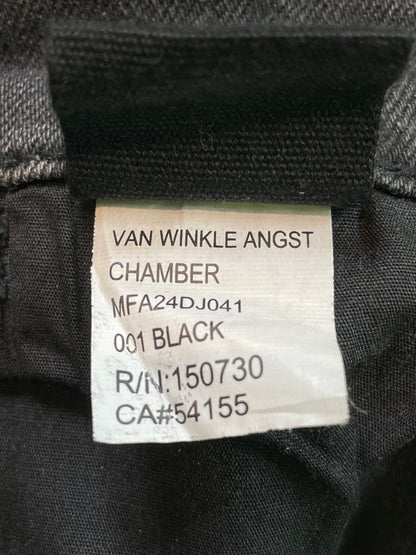 VAN WINKLE ANGST
CHAMBER
MFA24DJ041
001 BLACK
R/N:150730
CA#54155